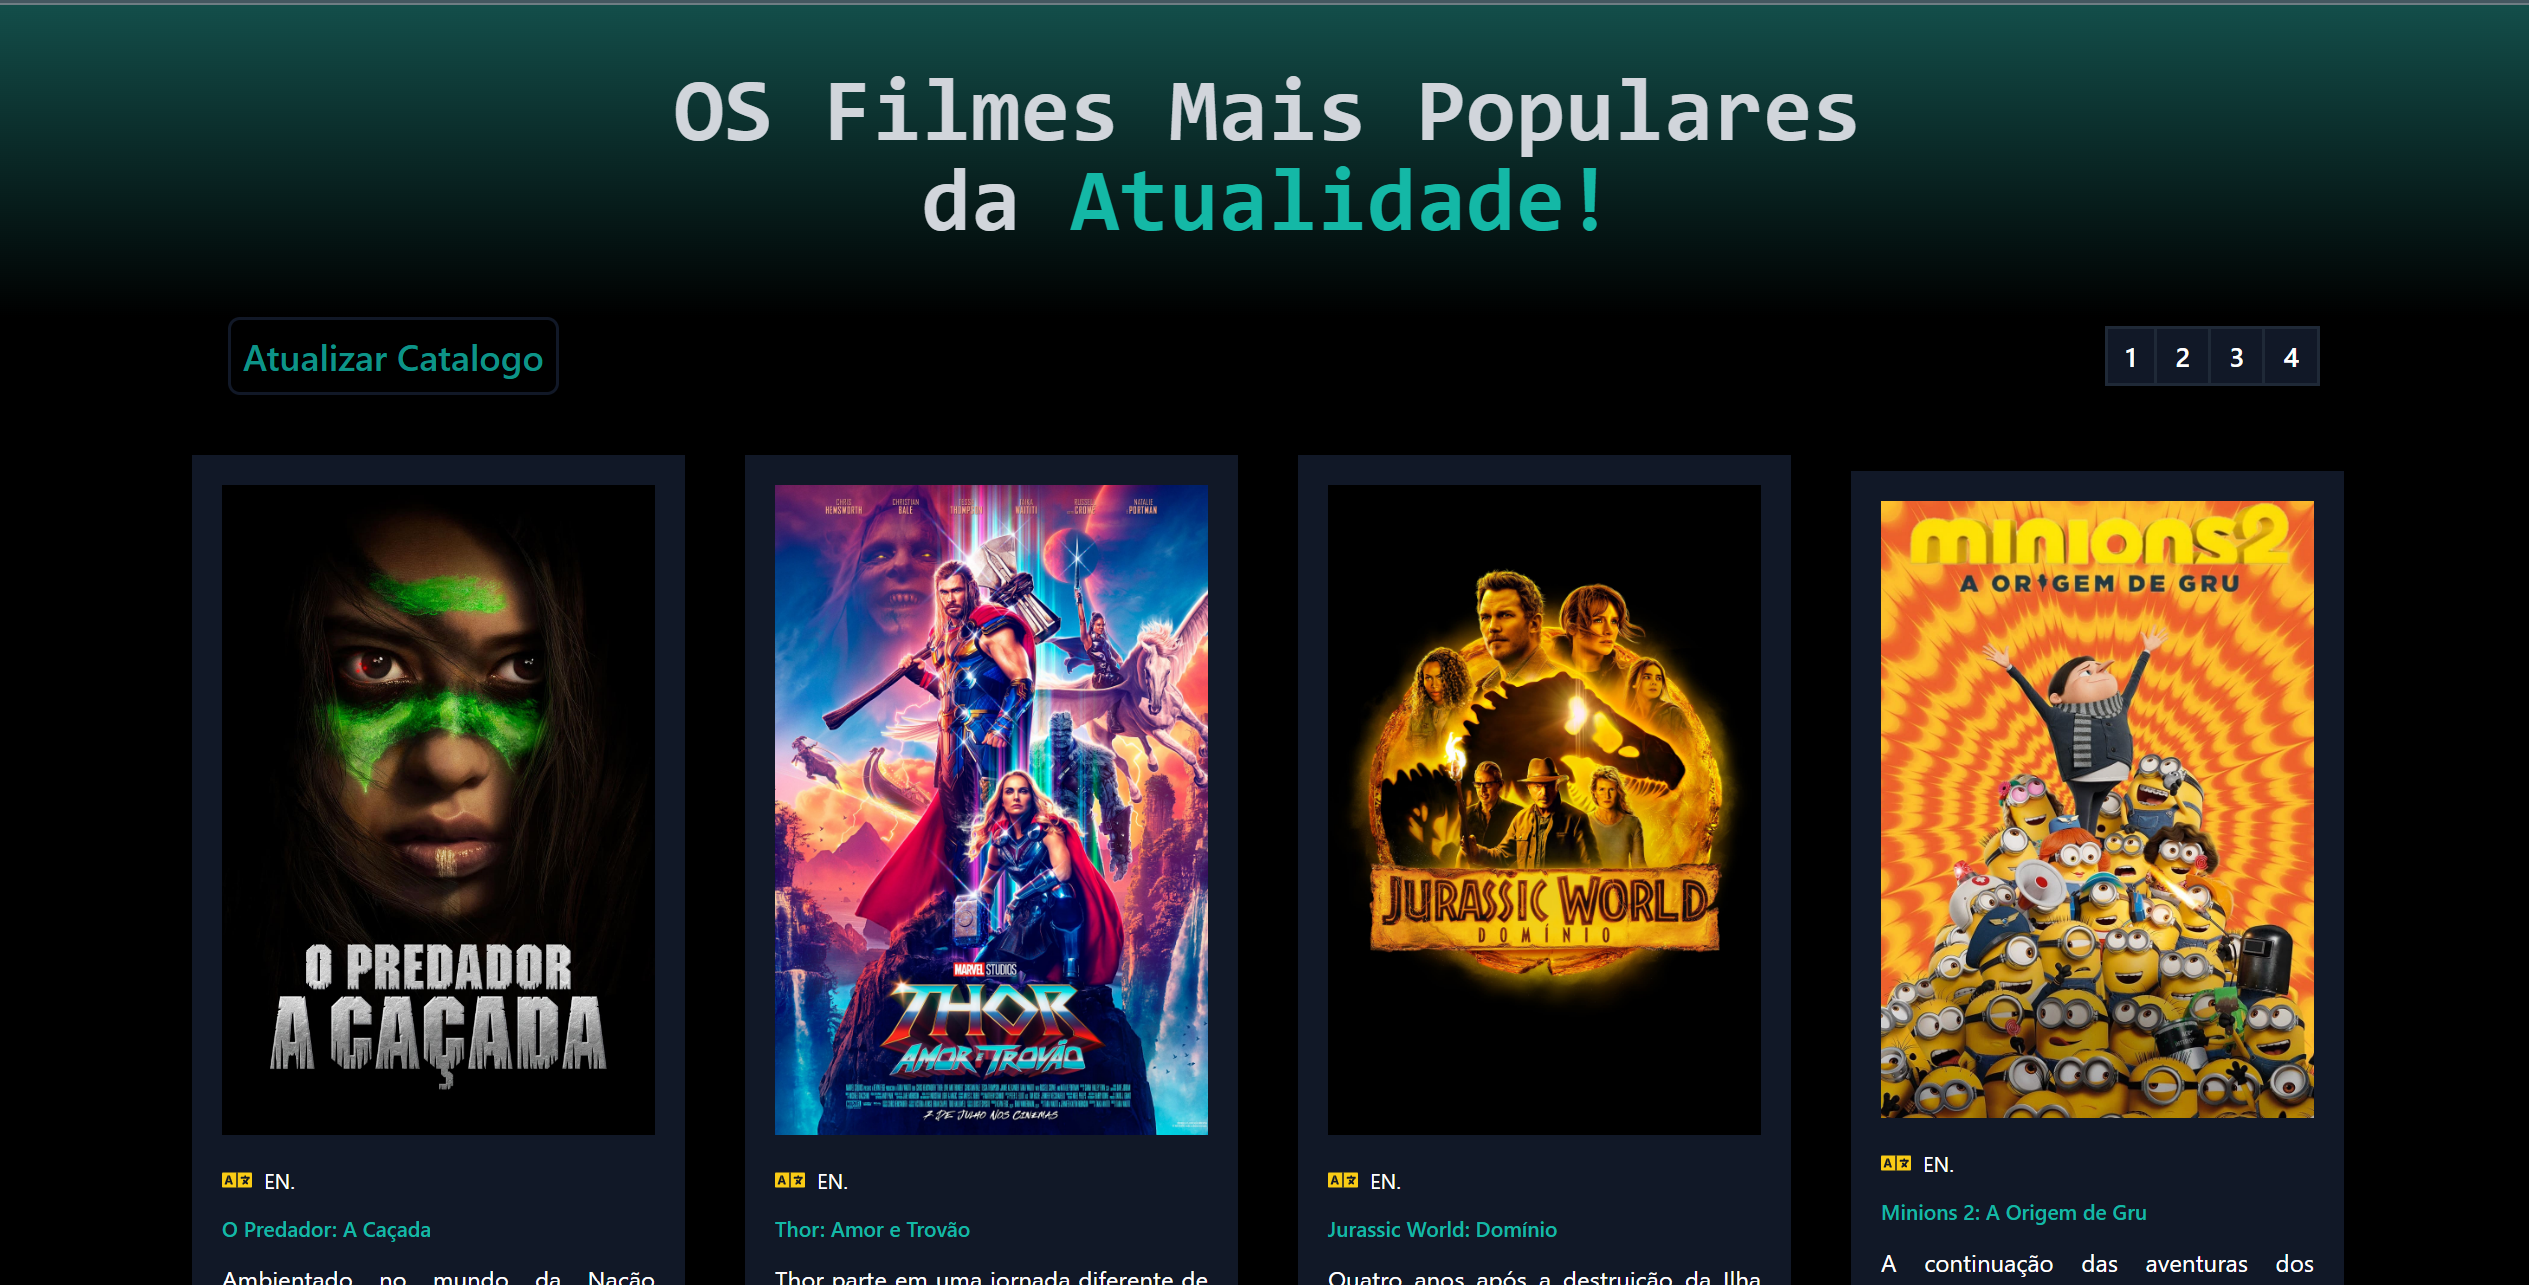 OS Filmes Mais Populares
da Atualidade!
Atualizar Catalogo
1 2 3 4
CHRIS HEMSWORTH
CHRISTIAN BALE
TESSA THOMPSON
TAIKA WAITITI
RUSSELL CROWE
NATALIE PORTMAN
O PREDADOR
A CAÇADA
MARVEL STUDIOS
THOR
AMOR E TROVÃO
7 DE JULHO NOS CINEMAS
JURASSIC WORLD
DOMÍNIO
minions2
A ORIGEM DE GRU
EN.
O Predador: A Caçada
Ambientado no mundo da Nação
EN.
Thor: Amor e Trovão
Thor parte em uma jornada diferente de
EN.
Jurassic World: Domínio
Quatro anos após a destruição da Ilha
EN.
Minions 2: A Origem de Gru
A continuação das aventuras dos